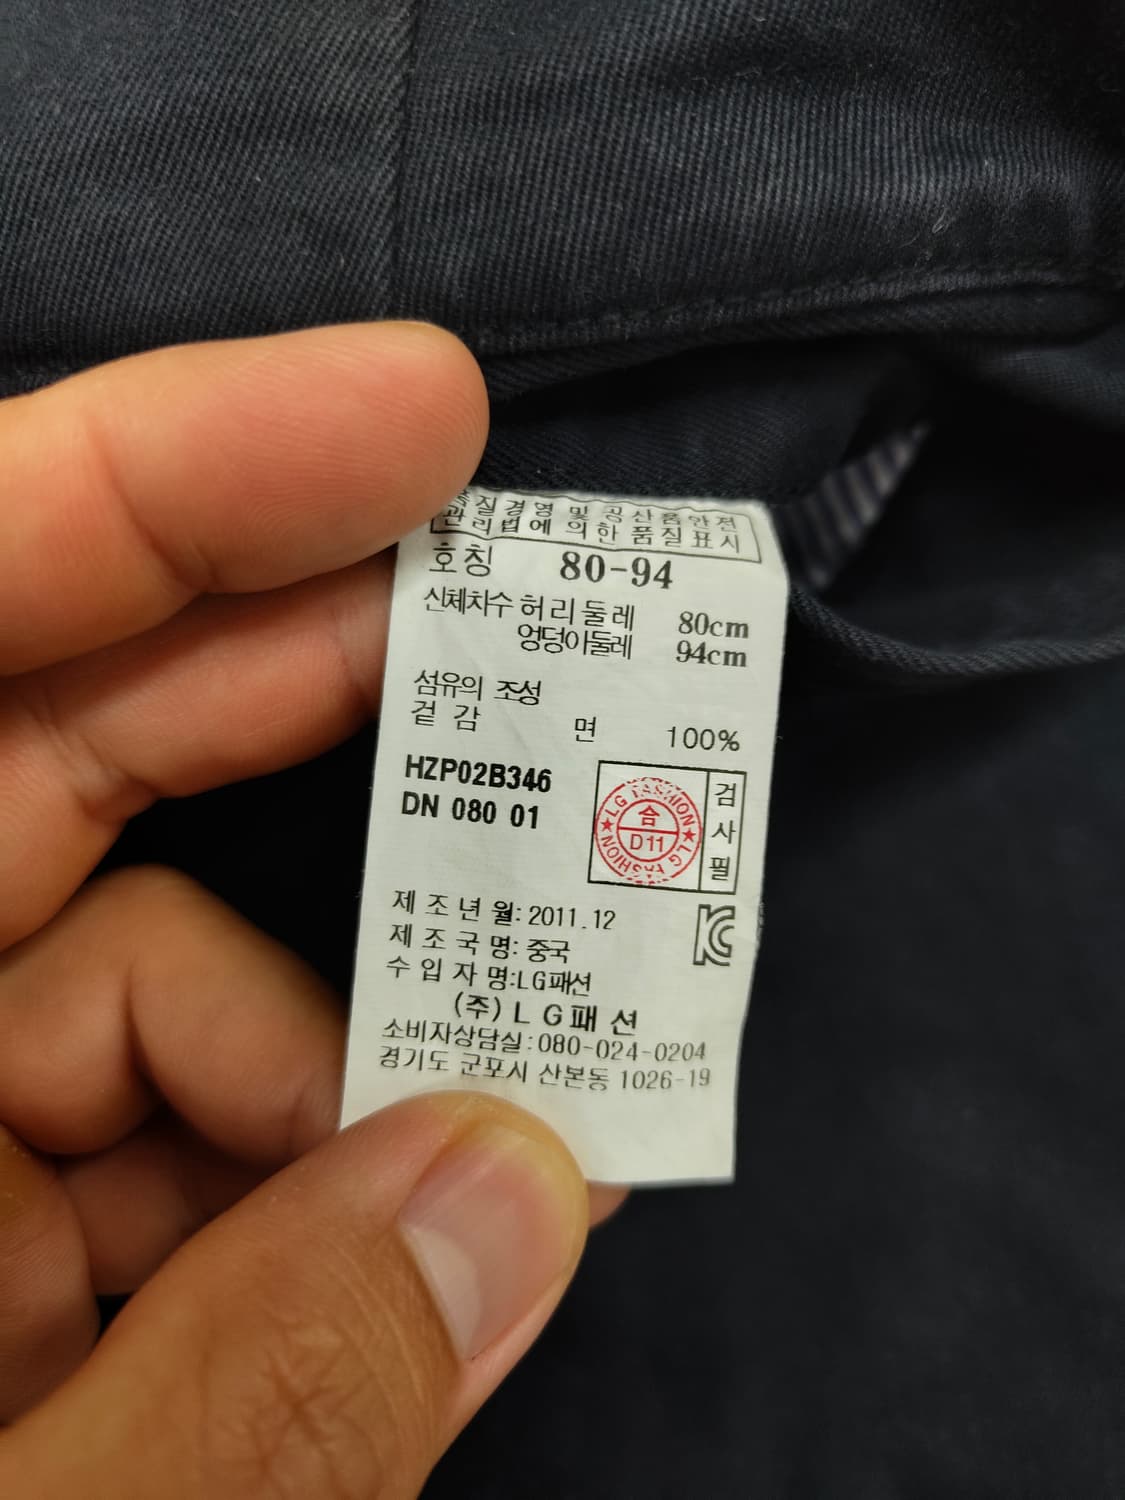 품질경영 및 공산품안전
관리법에 의한 품질표시
호칭 80-94
신체치수 허리둘레 80cm
엉덩이둘레 94cm
섬유의 조성
겉감 면 100%
HZP02B346
DN 080 01
★LG FASHION★LG FASHION
合
D11
검사필
제조년월: 2011.12
제조국명: 중국
수입자명:LG패션
(주)LG패션
소비자상담실:080-024-0204
경기도 군포시 산본동 1026-19